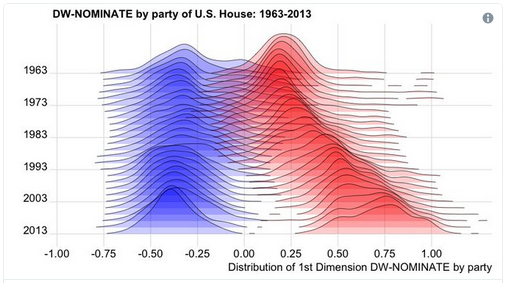 DW-NOMINATE by party of U.S. House: 1963-2013
1963
1973
1983
1993
2003
2013
-1.00 -0.75 -0.50 -0.25 0.00 0.25 0.50 0.75 1.00
Distribution of 1st Dimension DW-NOMINATE by party